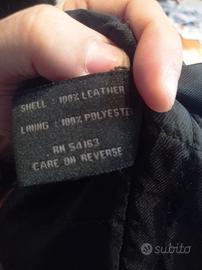 SHELL : 100% LEATHER
LINING : 100% POLYESTER
RN 54163
CARE ON REVERSE
subito